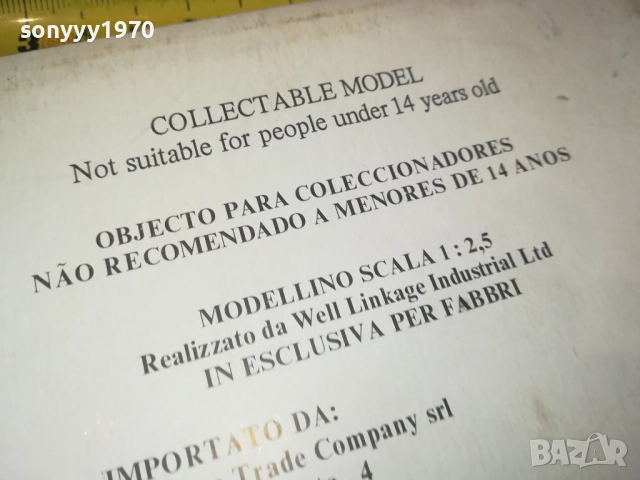 sonyyy1970
COLLECTABLE MODEL
Not suitable for people under 14 years old
OBJECTO PARA COLECCIONADORES
NÃO RECOMENDADO A MENORES DE 14 ANOS
MODELLINO SCALA 1 : 2,5
Realizzato da Well Linkage Industrial Ltd
IN ESCLUSIVA PER FABBRI
IMPORTATO DA:
Trade Company srl
4
BAZAR